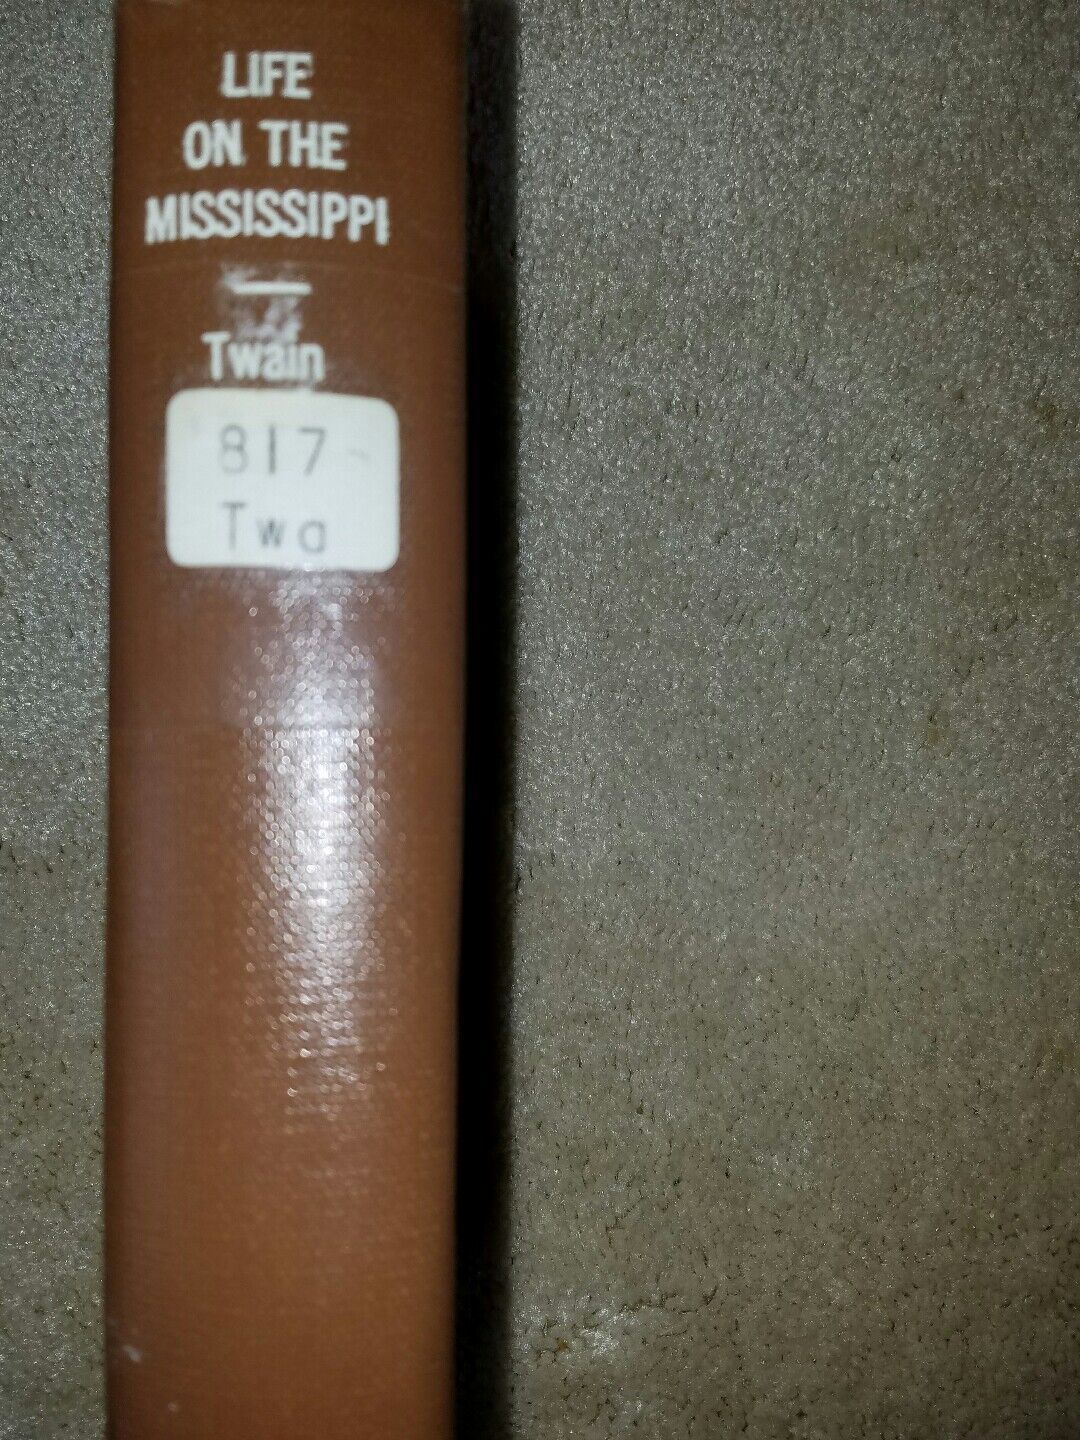 LIFE
ON THE
MISSISSIPPI
Twain
817
Twa